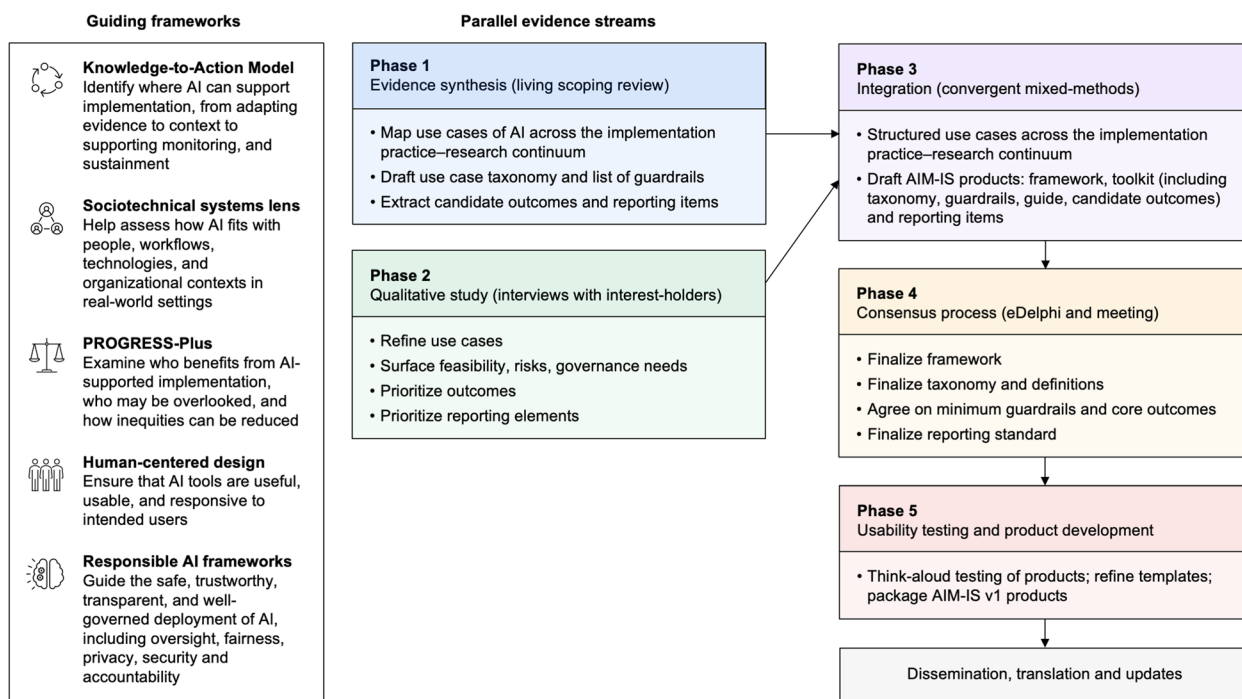 Guiding frameworks
Knowledge-to-Action Model
Identify where AI can support
implementation, from adapting
evidence to context to
supporting monitoring, and
sustainment
Sociotechnical systems lens
Help assess how AI fits with
people, workflows,
technologies, and
organizational contexts in
real-world settings
PROGRESS-Plus
Examine who benefits from AI-
supported implementation,
who may be overlooked, and
how inequities can be reduced
Human-centered design
Ensure that AI tools are useful,
usable, and responsive to
intended users
Responsible AI frameworks
Guide the safe, trustworthy,
transparent, and well-
governed deployment of AI,
including oversight, fairness,
privacy, security and
accountability
Parallel evidence streams
Phase 1
Evidence synthesis (living scoping review)
• Map use cases of AI across the implementation
practice–research continuum
• Draft use case taxonomy and list of guardrails
• Extract candidate outcomes and reporting items
Phase 2
Qualitative study (interviews with interest-holders)
• Refine use cases
• Surface feasibility, risks, governance needs
• Prioritize outcomes
• Prioritize reporting elements
Phase 3
Integration (convergent mixed-methods)
• Structured use cases across the implementation
practice–research continuum
• Draft AIM-IS products: framework, toolkit (including
taxonomy, guardrails, guide, candidate outcomes)
and reporting items
Phase 4
Consensus process (eDelphi and meeting)
• Finalize framework
• Finalize taxonomy and definitions
• Agree on minimum guardrails and core outcomes
• Finalize reporting standard
Phase 5
Usability testing and product development
• Think-aloud testing of products; refine templates;
package AIM-IS v1 products
Dissemination, translation and updates